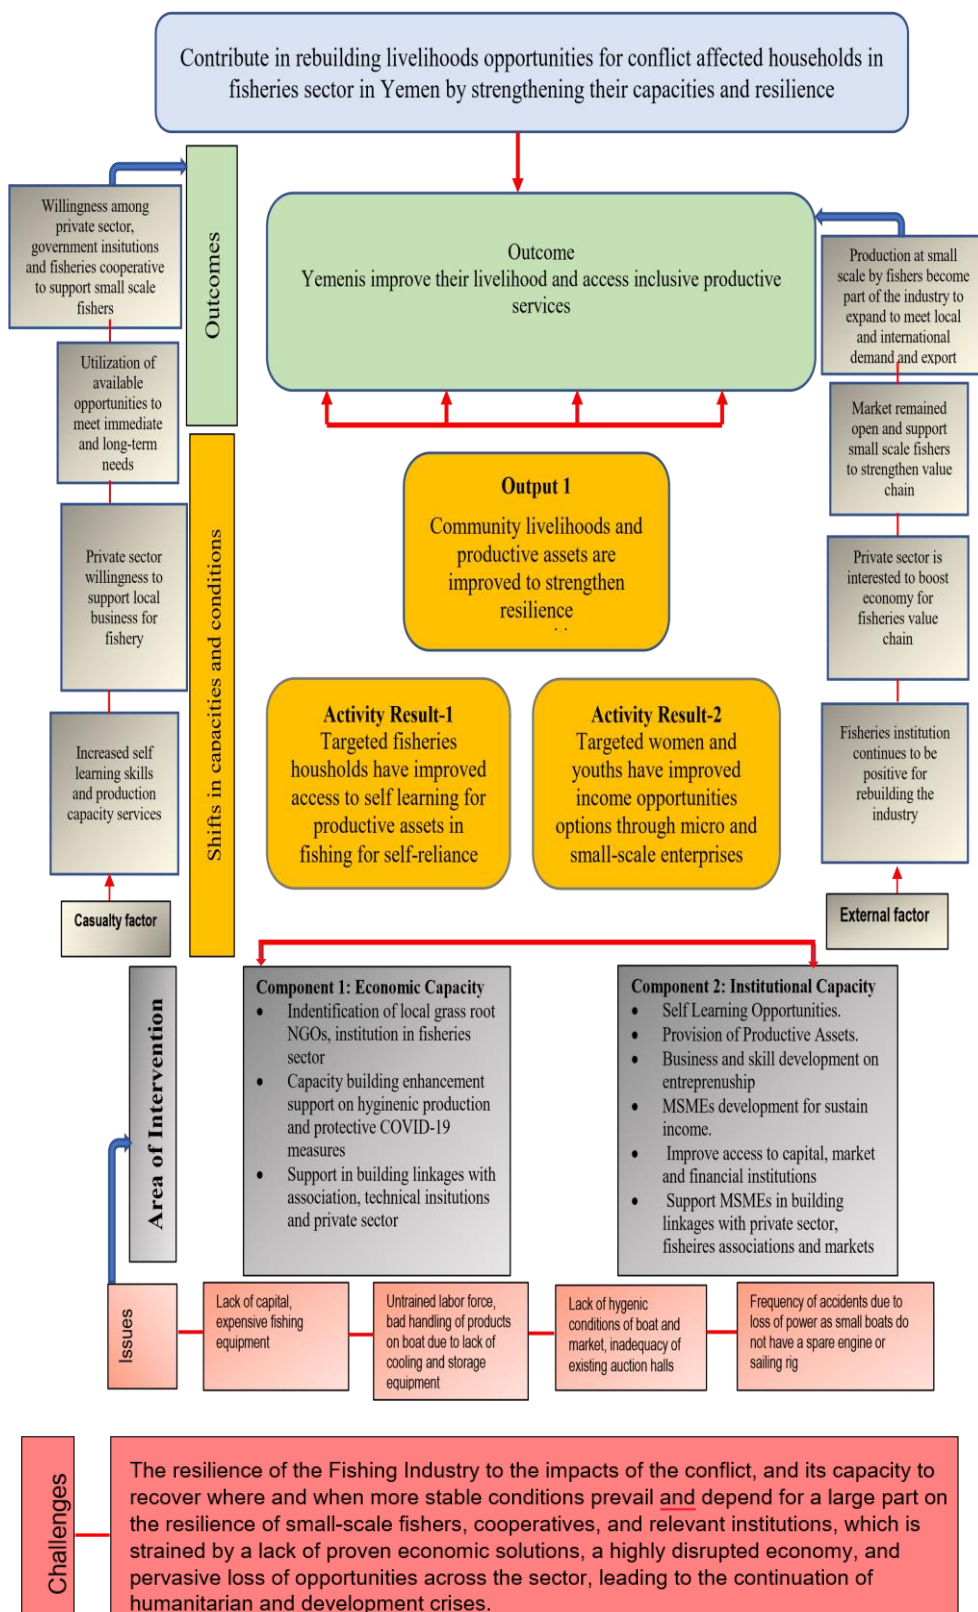 Contribute in rebuilding livelihoods opportunities for conflict affected households in
fisheries sector in Yemen by strengthening their capacities and resilience
Willingness among
private sector,
government insitutions
and fisheries cooperative
to support small scale
fishers
Outcomes
Outcome
Yemenis improve their livelihood and access inclusive productive
services
Production at small
scale by fishers become
part of the industry to
expand to meet local
and international
demand and export
Utilization of
available
opportunities to
meet immediate
and long-term
needs
Market remained
open and support
small scale fishers
to strengthen value
chain
Shifts in capacities and conditions
Output 1
Community livelihoods and
productive assets are
improved to strengthen
resilience
Private sector
willingness to
support local
business for
fishery
Private sector is
interested to boost
economy for
fisheries value
chain
Activity Result-1
Targeted fisheries
housholds have improved
access to self learning for
productive assets in
fishing for self-reliance
Activity Result-2
Targeted women and
youths have improved
income opportunities
options through micro and
small-scale enterprises
Increased self
learning skills
and production
capacity services
Fisheries institution
continues to be
positive for
rebuilding the
industry
Casualty factor
External factor
Area of Intervention
Component 1: Economic Capacity
• Indentification of local grass root
NGOs, institution in fisheries
sector
• Capacity building enhancement
support on hyginenic production
and protective COVID-19
measures
• Support in building linkages with
association, technical insitutions
and private sector
Component 2: Institutional Capacity
• Self Learning Opportunities.
• Provision of Productive Assets.
• Business and skill development on
entreprenuship
• MSMEs development for sustain
income.
• Improve access to capital, market
and financial institutions
• Support MSMEs in building
linkages with private sector,
fisheires associations and markets
Issues
Lack of capital,
expensive fishing
equipment
Untrained labor force,
bad handling of products
on boat due to lack of
cooling and storage
equipment
Lack of hygenic
conditions of boat and
market, inadequacy of
existing auction halls
Frequency of accidents due to
loss of power as small boats do
not have a spare engine or
sailing rig
Challenges
The resilience of the Fishing Industry to the impacts of the conflict, and its capacity to
recover where and when more stable conditions prevail and depend for a large part on
the resilience of small-scale fishers, cooperatives, and relevant institutions, which is
strained by a lack of proven economic solutions, a highly disrupted economy, and
pervasive loss of opportunities across the sector, leading to the continuation of
humanitarian and development crises.